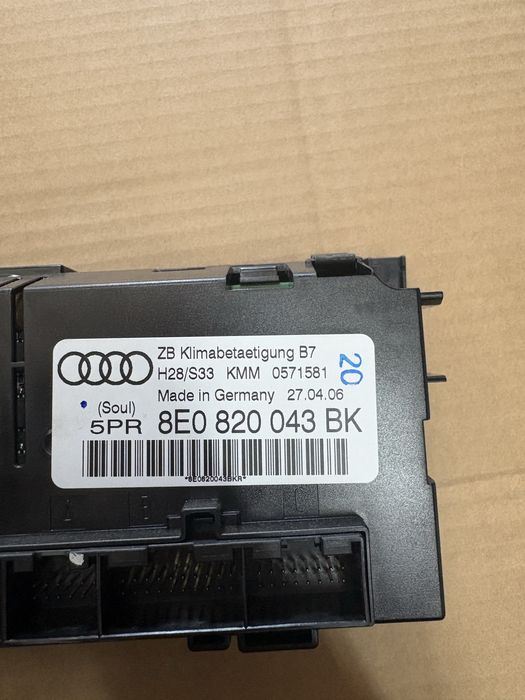 ZB Klimabetaetigung B7
H28/S33 KMM 0571581
Made in Germany 27.04.06
20
(Soul)
5PR 8E0 820 043 BK
*8E0820043BKR*
A B C